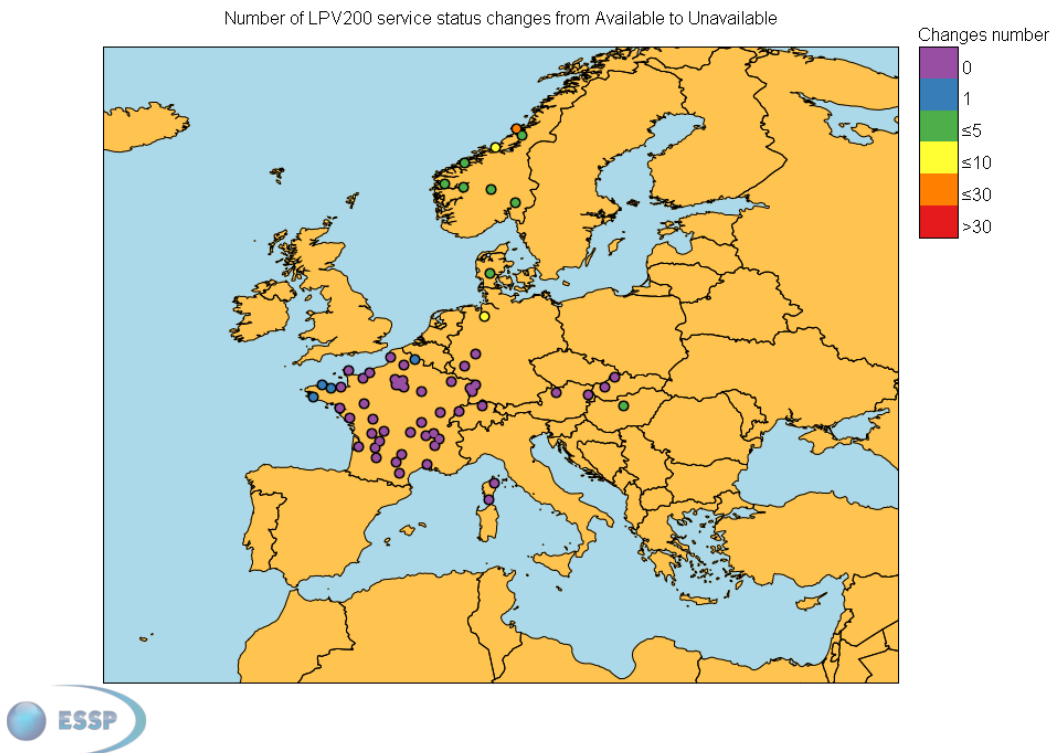 Number of LPV200 service status changes from Available to Unavailable
Changes number
0
1
≤5
≤10
≤30
>30
ESSP